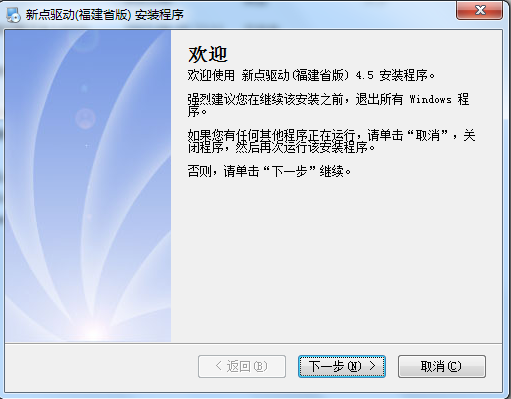 新点驱动(福建省版) 安装程序
欢迎
欢迎使用 新点驱动(福建省版) 4.5 安装程序。
强烈建议您在继续该安装之前，退出所有 Windows 程
序。
如果您有任何其他程序正在运行，请单击“取消”，关
闭程序，然后再次运行该安装程序。
否则，请单击“下一步”继续。
< 返回(B) 下一步(N) > 取消(C)